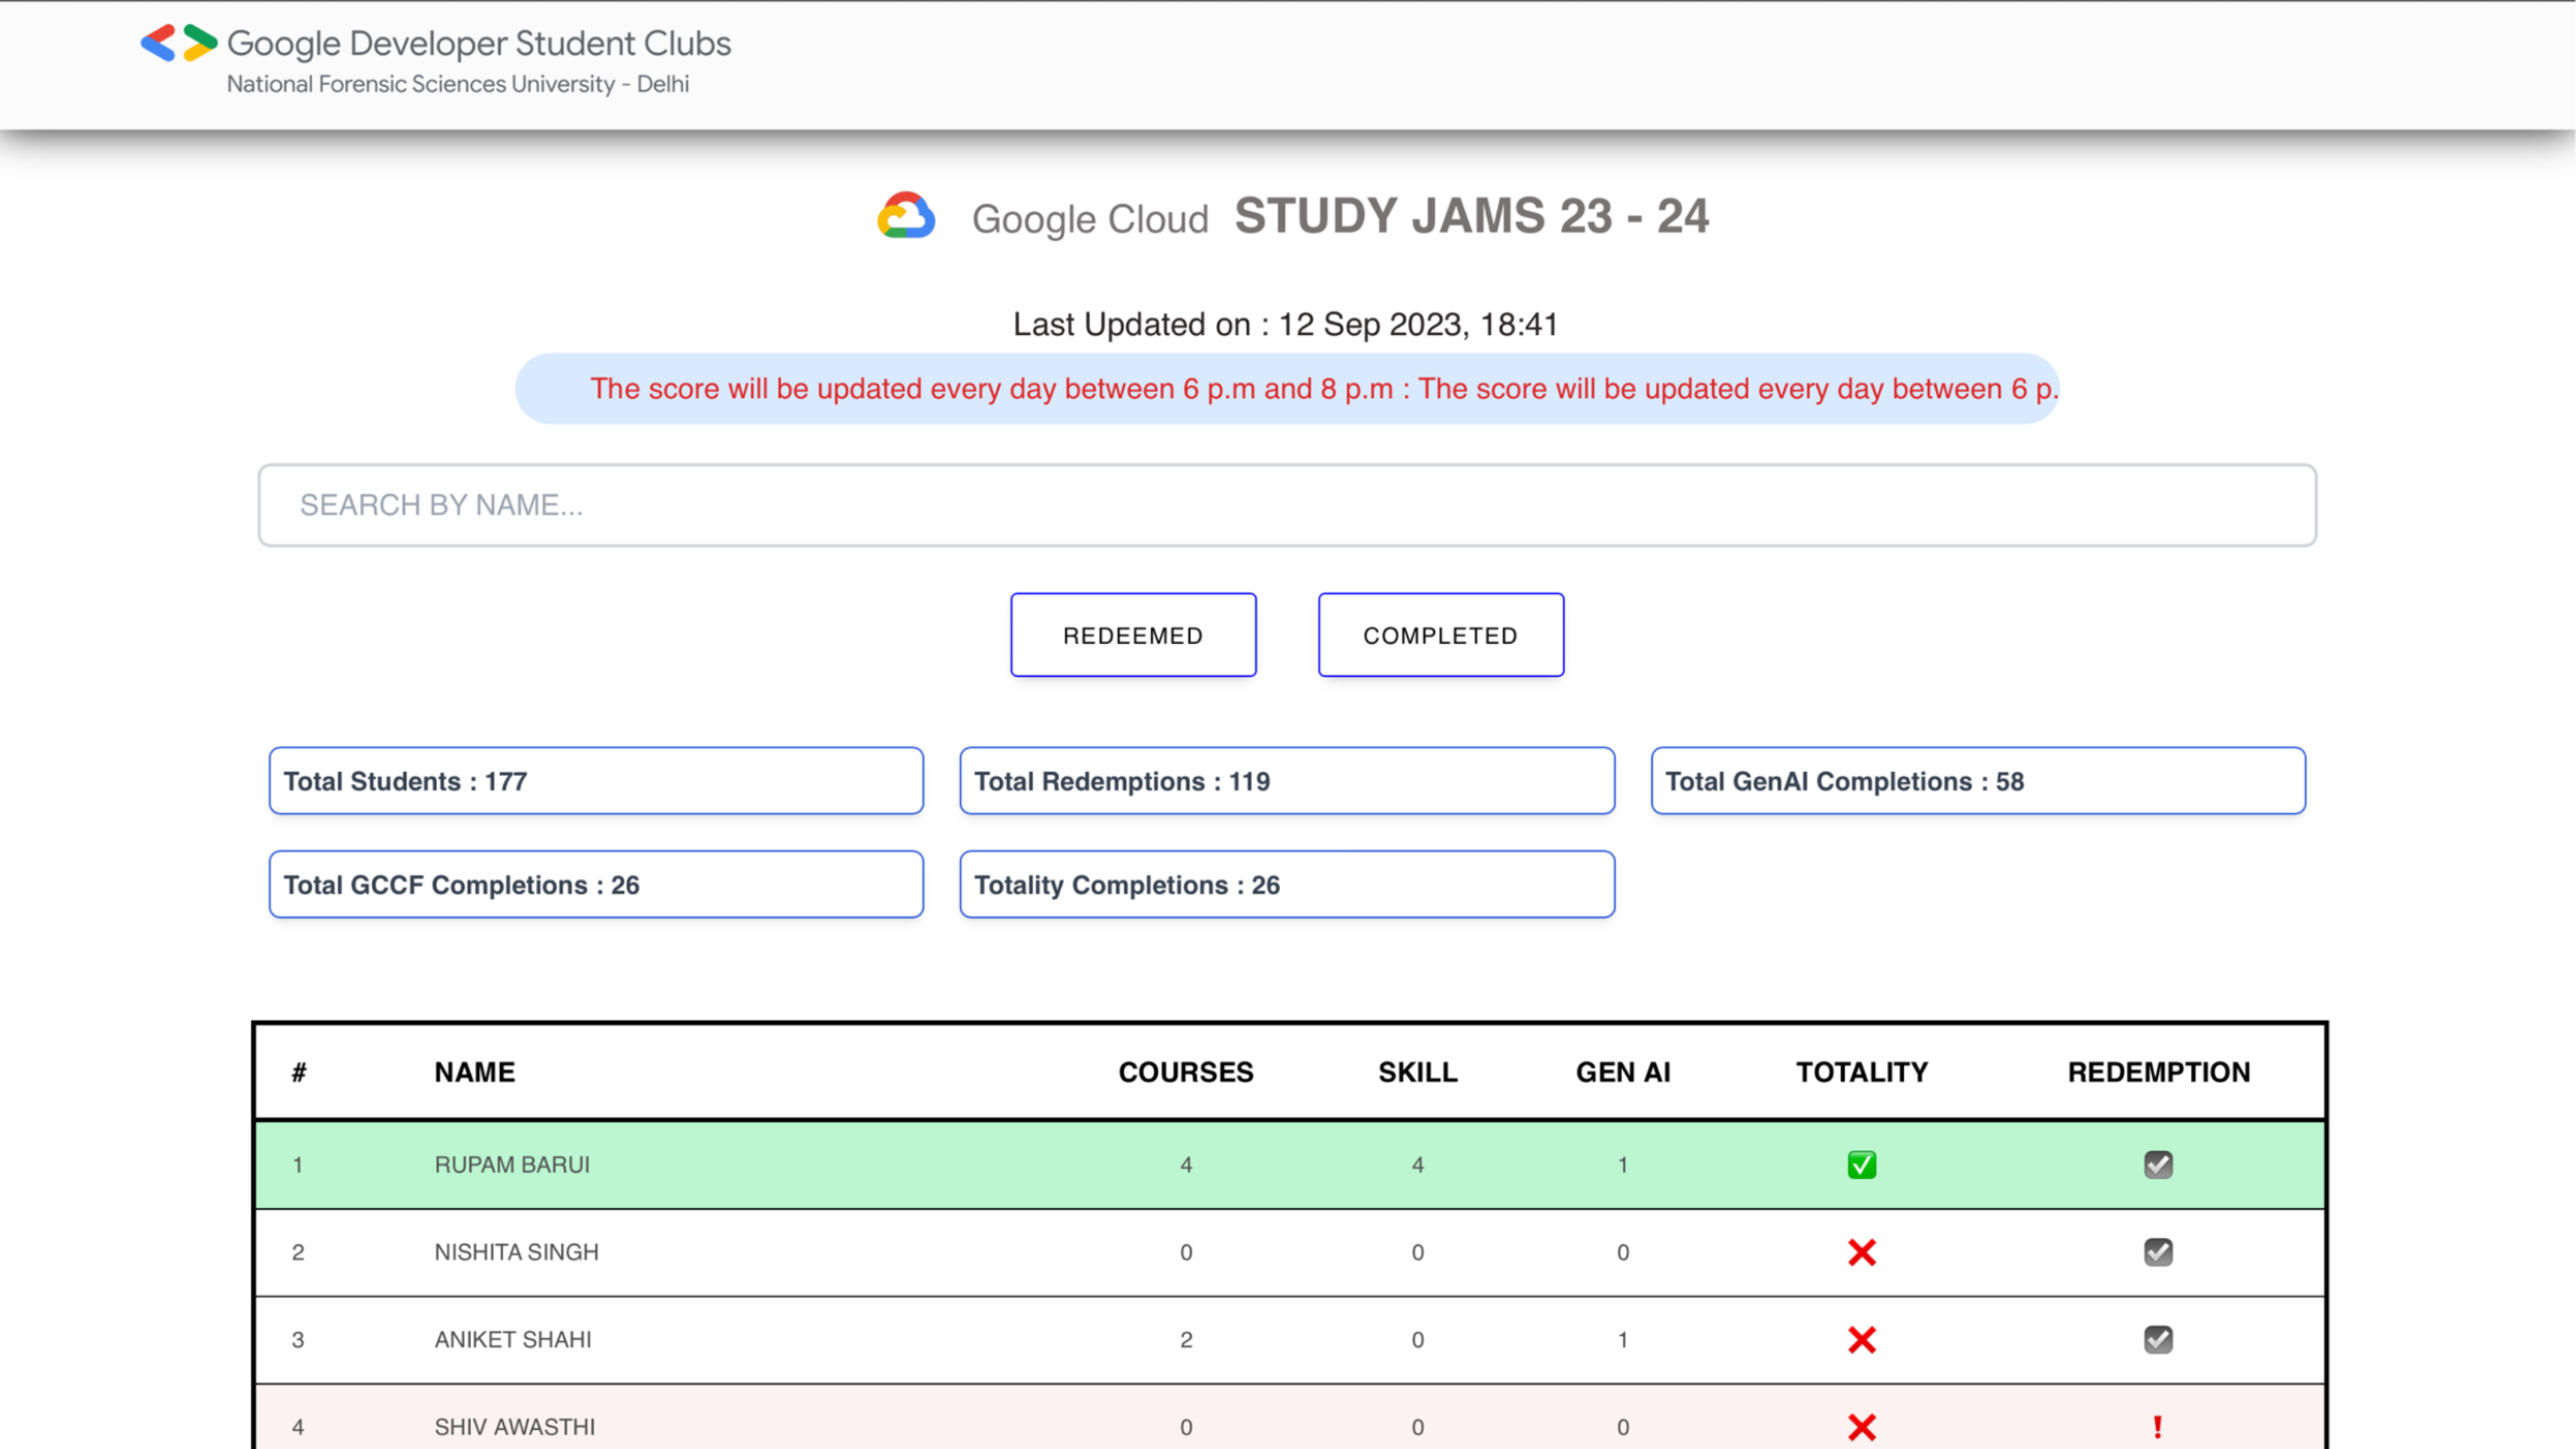 Google Developer Student Clubs
National Forensic Sciences University - Delhi
Google Cloud STUDY JAMS 23 - 24
Last Updated on : 12 Sep 2023, 18:41
The score will be updated every day between 6 p.m and 8 p.m : The score will be updated every day between 6 p.
SEARCH BY NAME...
REDEEMED COMPLETED
Total Students : 177 Total Redemptions : 119 Total GenAI Completions : 58
Total GCCF Completions : 26 Totality Completions : 26
# NAME COURSES SKILL GEN AI TOTALITY REDEMPTION
1 RUPAM BARUI 4 4 1 ✅ ☑
2 NISHITA SINGH 0 0 0 ❌ ☑
3 ANIKET SHAHI 2 0 1 ❌ ☑
4 SHIV AWASTHI 0 0 0 ❌ ❗